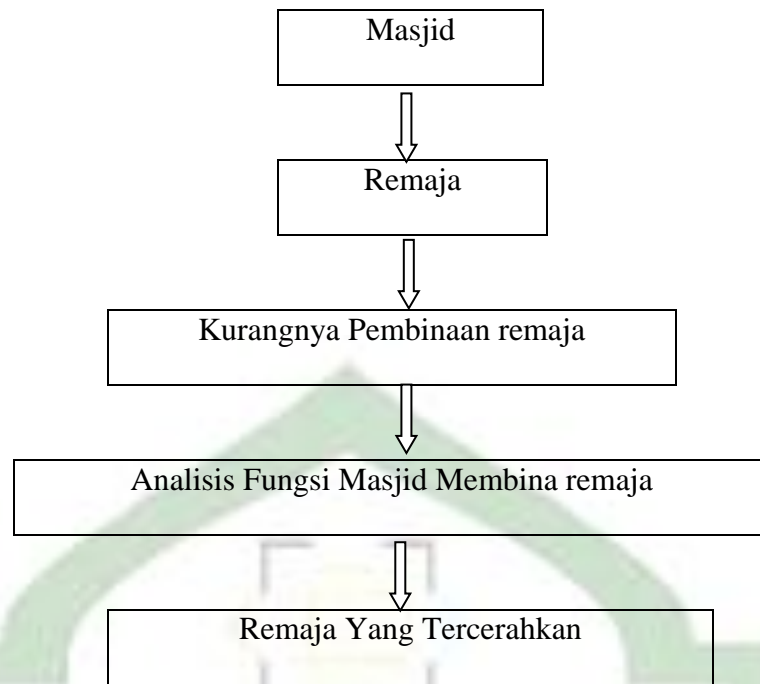 Masjid
Remaja
Kurangnya Pembinaan remaja
Analisis Fungsi Masjid Membina remaja
Remaja Yang Tercerahkan